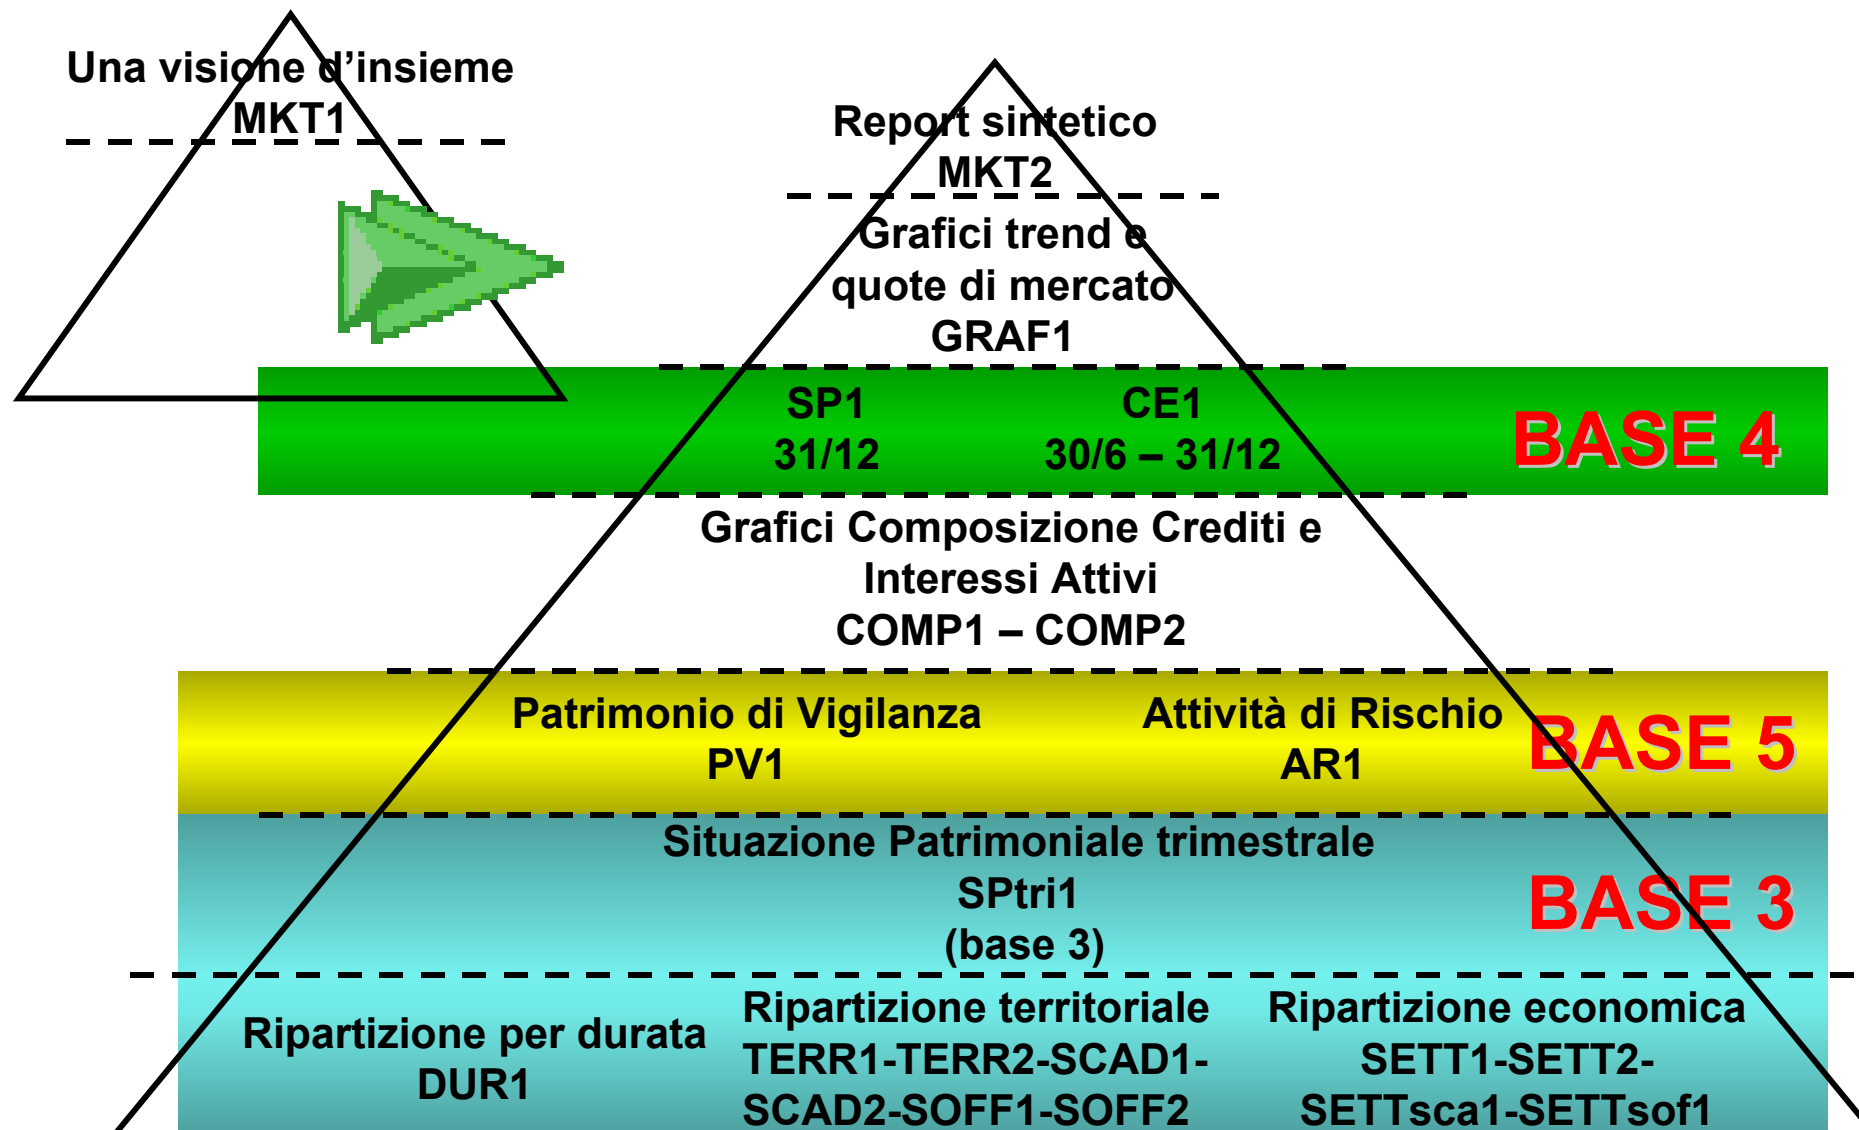 Una visione d’insieme
MKT1
Report sintetico
MKT2
Grafici trend e
quote di mercato
GRAF1
SP1
31/12
CE1
30/6 – 31/12
BASE 4
Grafici Composizione Crediti e
Interessi Attivi
COMP1 – COMP2
Patrimonio di Vigilanza
PV1
Attività di Rischio
AR1
BASE 5
Situazione Patrimoniale trimestrale
SPtri1
(base 3)
BASE 3
Ripartizione per durata
DUR1
Ripartizione territoriale
TERR1-TERR2-SCAD1-
SCAD2-SOFF1-SOFF2
Ripartizione economica
SETT1-SETT2-
SETTsca1-SETTsof1